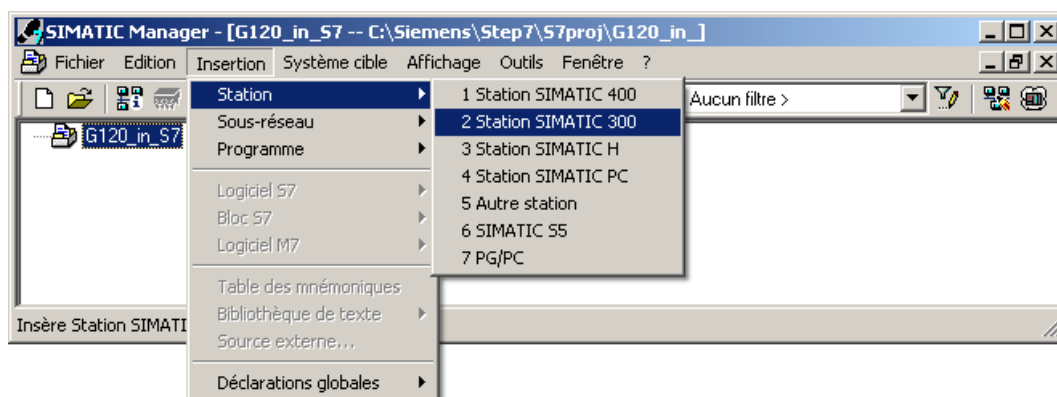 SIMATIC Manager - [G120_in_S7 -- C:\Siemens\Step7\S7proj\G120_in_]
Fichier Edition Insertion Système cible Affichage Outils Fenêtre ?
Station
1 Station SIMATIC 400
Aucun filtre >
Sous-réseau
2 Station SIMATIC 300
G120_in_S7
Programme
3 Station SIMATIC H
4 Station SIMATIC PC
Logiciel S7
5 Autre station
Bloc S7
6 SIMATIC S5
Logiciel M7
7 PG/PC
Table des mnémoniques
Bibliothèque de texte
Insère Station SIMATI
Source externe...
Déclarations globales